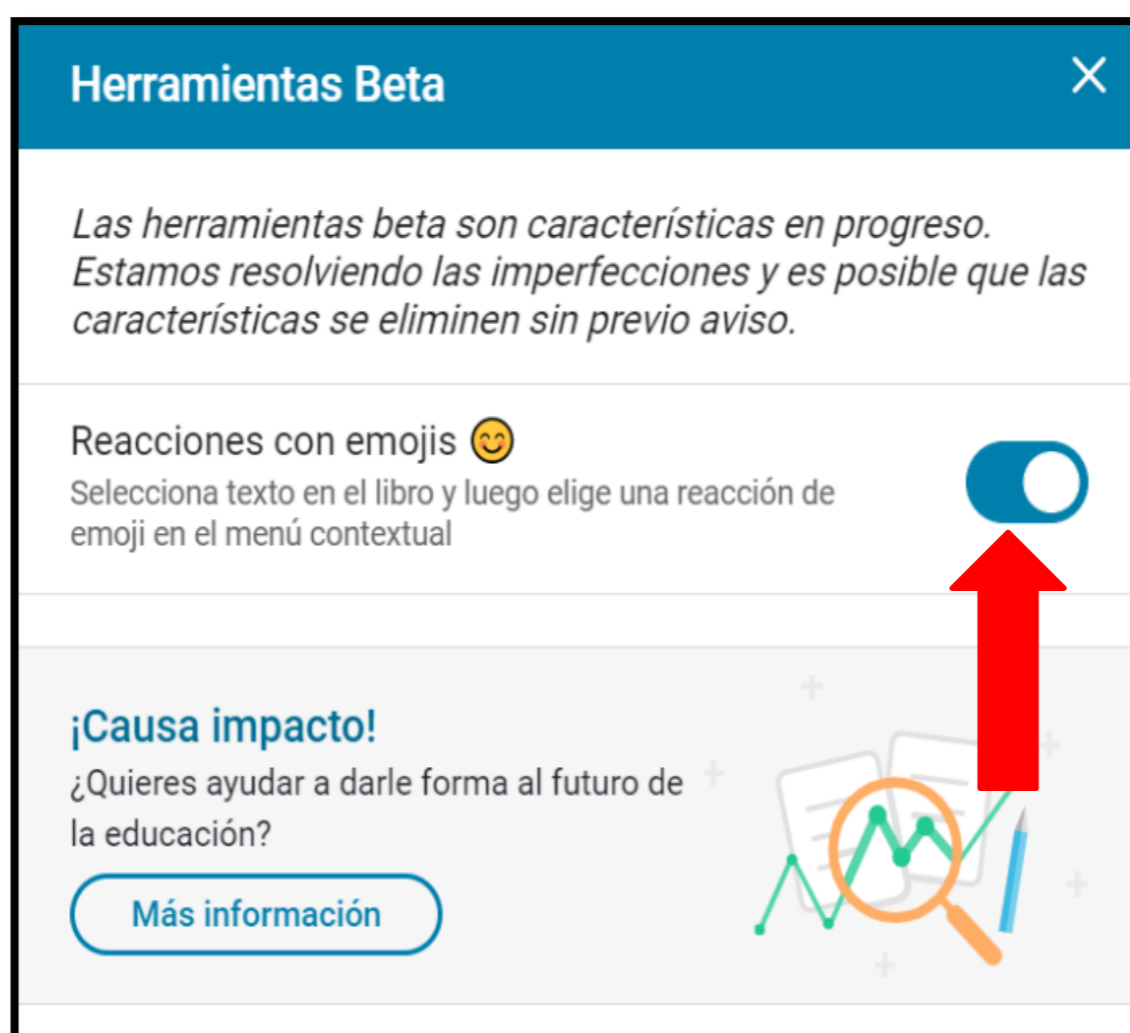 Herramientas Beta
Las herramientas beta son características en progreso.
Estamos resolviendo las imperfecciones y es posible que las
características se eliminen sin previo aviso.
Reacciones con emojis 😊
Selecciona texto en el libro y luego elige una reacción de
emoji en el menú contextual
¡Causa impacto!
¿Quieres ayudar a darle forma al futuro de
la educación?
Más información